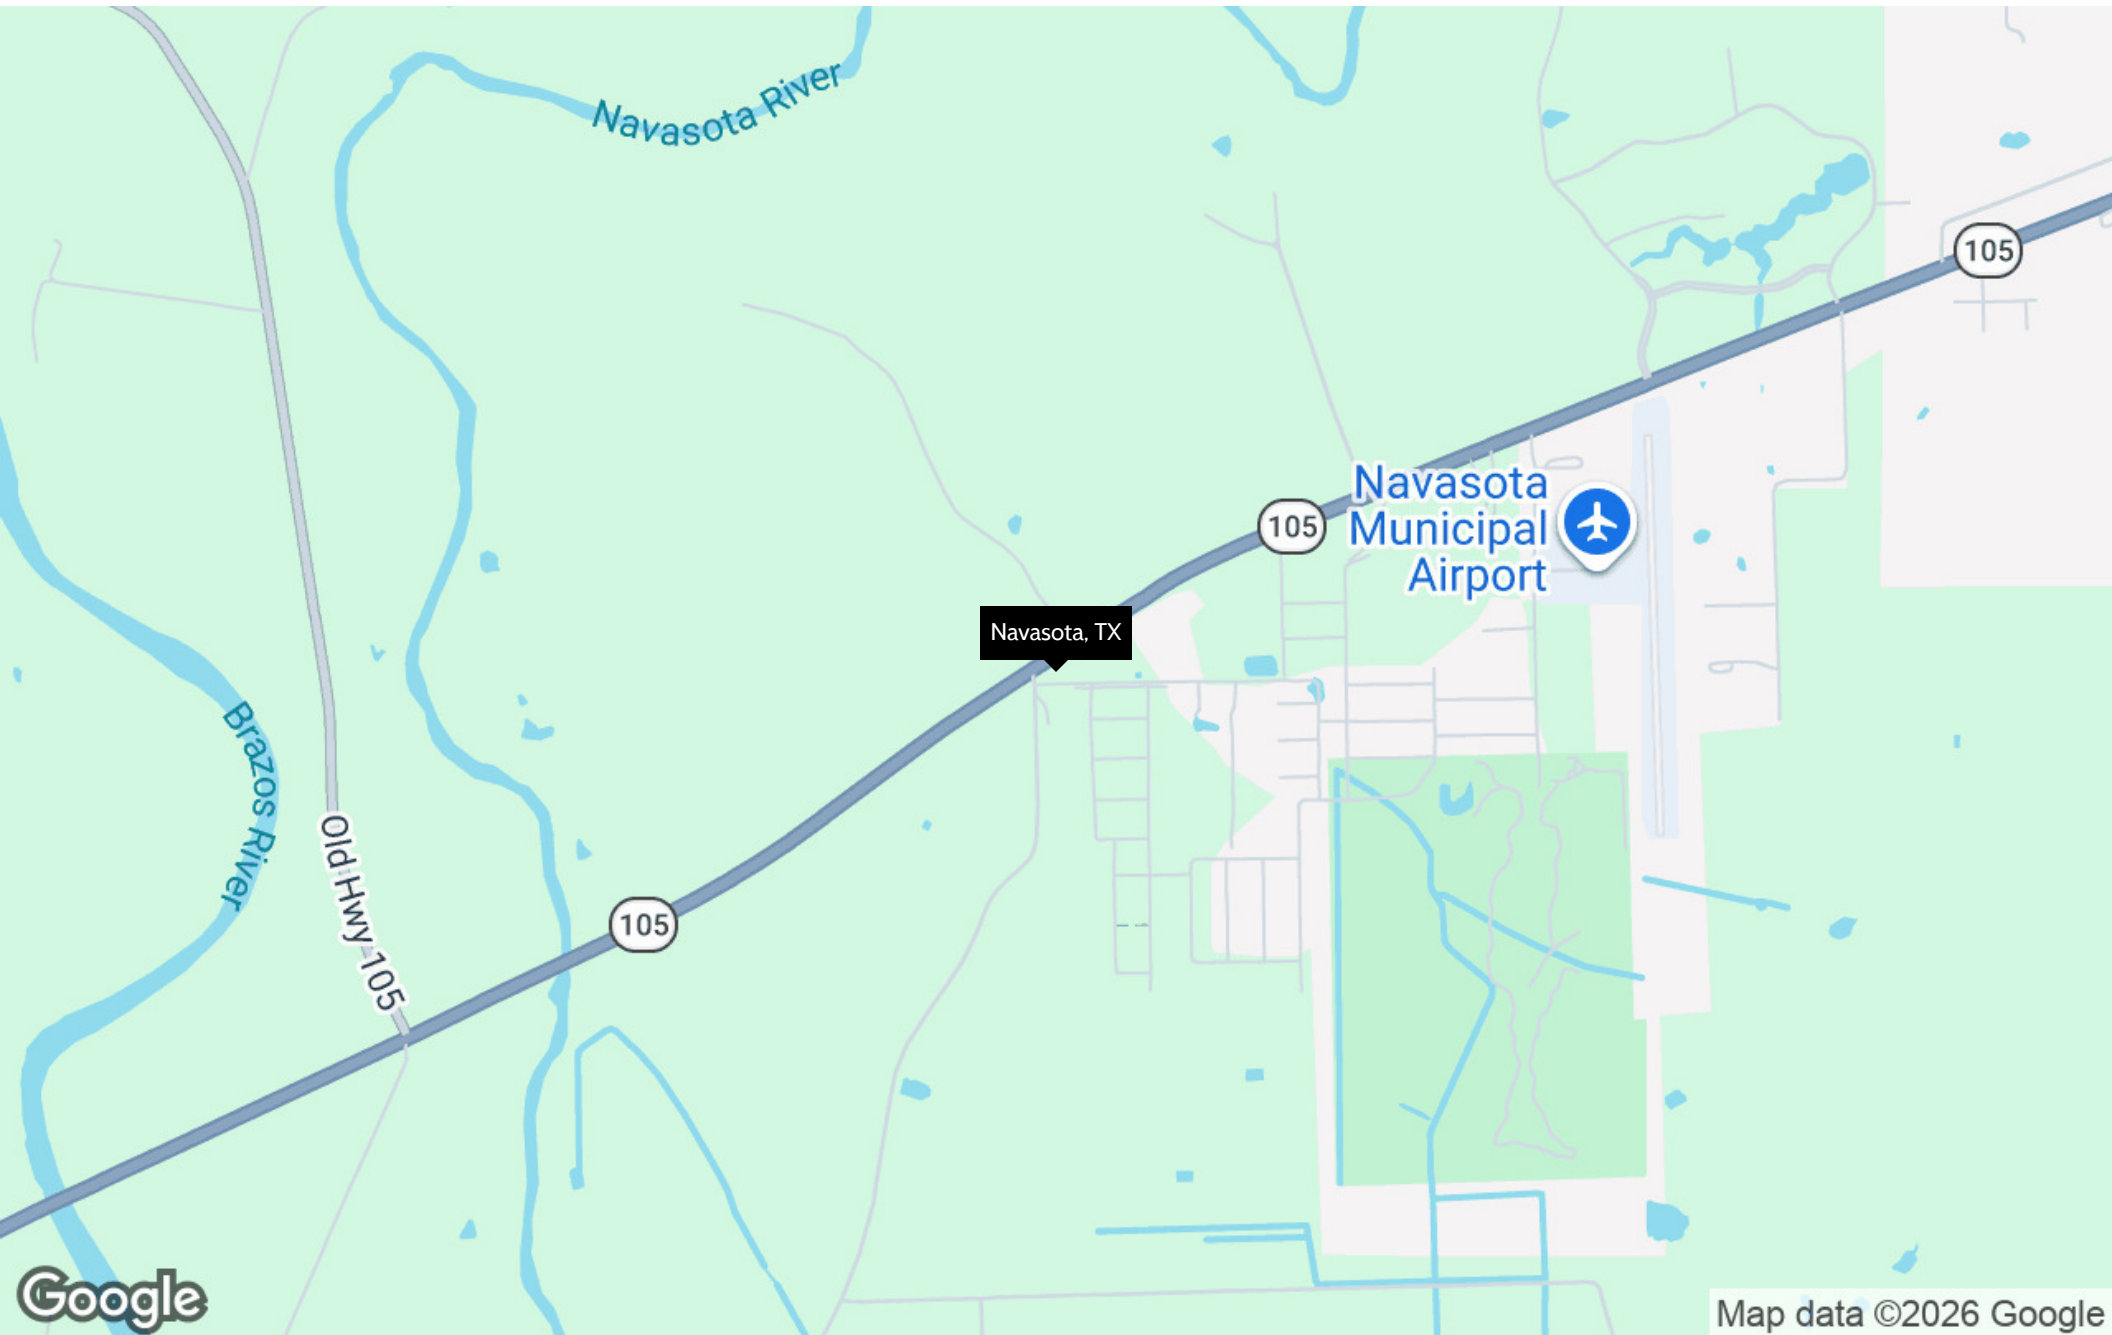 Navasota River
105
Navasota
Municipal
Airport
105
Navasota, TX
Brazos River
Old Hwy 105
105
Google
Map data ©2026 Google